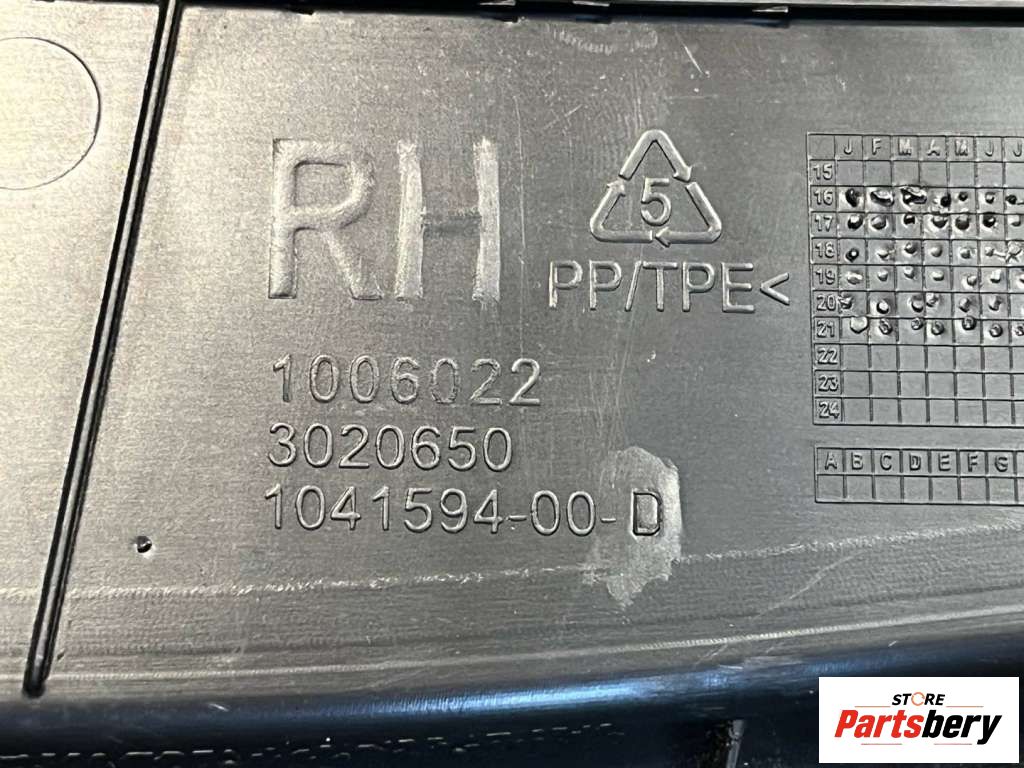 RH
5
PP/TPE<
1006022
3020650
1041594-00-D
J F M A M J J
15
16
17
18
19
20
21
22
23
24
A B C D E F G
STORE
Partsbery